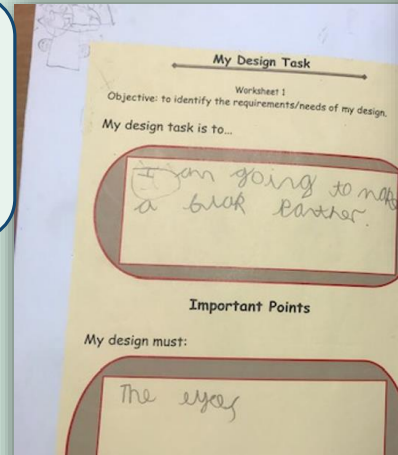 My Design Task
Worksheet 1
Objective: to identify the requirements/needs of my design.
My design task is to...
I am going to make
a blak Panther.
Important Points
My design must:
The eyes